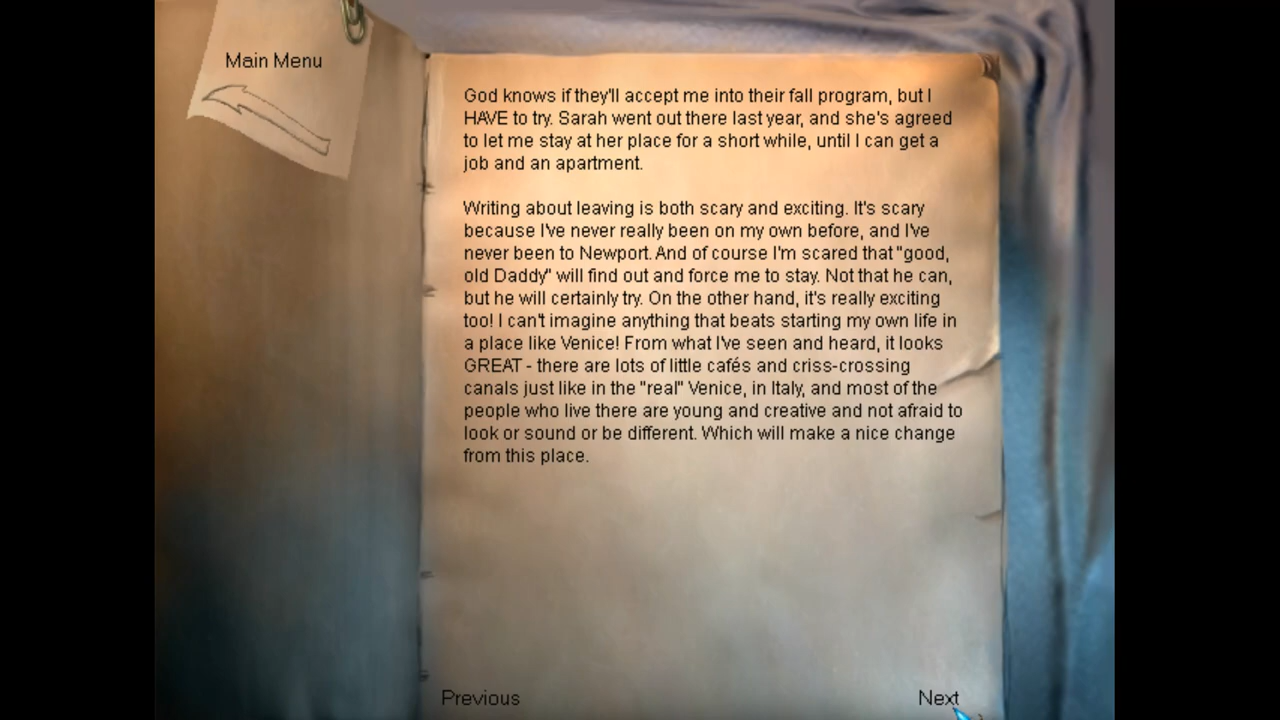 Main Menu
God knows if they'll accept me into their fall program, but I
HAVE to try. Sarah went out there last year, and she's agreed
to let me stay at her place for a short while, until I can get a
job and an apartment.
Writing about leaving is both scary and exciting. It's scary
because I've never really been on my own before, and I've
never been to Newport. And of course I'm scared that "good,
old Daddy" will find out and force me to stay. Not that he can,
but he will certainly try. On the other hand, it's really exciting
too! I can't imagine anything that beats starting my own life in
a place like Venice! From what I've seen and heard, it looks
GREAT - there are lots of little cafés and criss-crossing
canals just like in the "real" Venice, in Italy, and most of the
people who live there are young and creative and not afraid to
look or sound or be different. Which will make a nice change
from this place.
Previous
Next